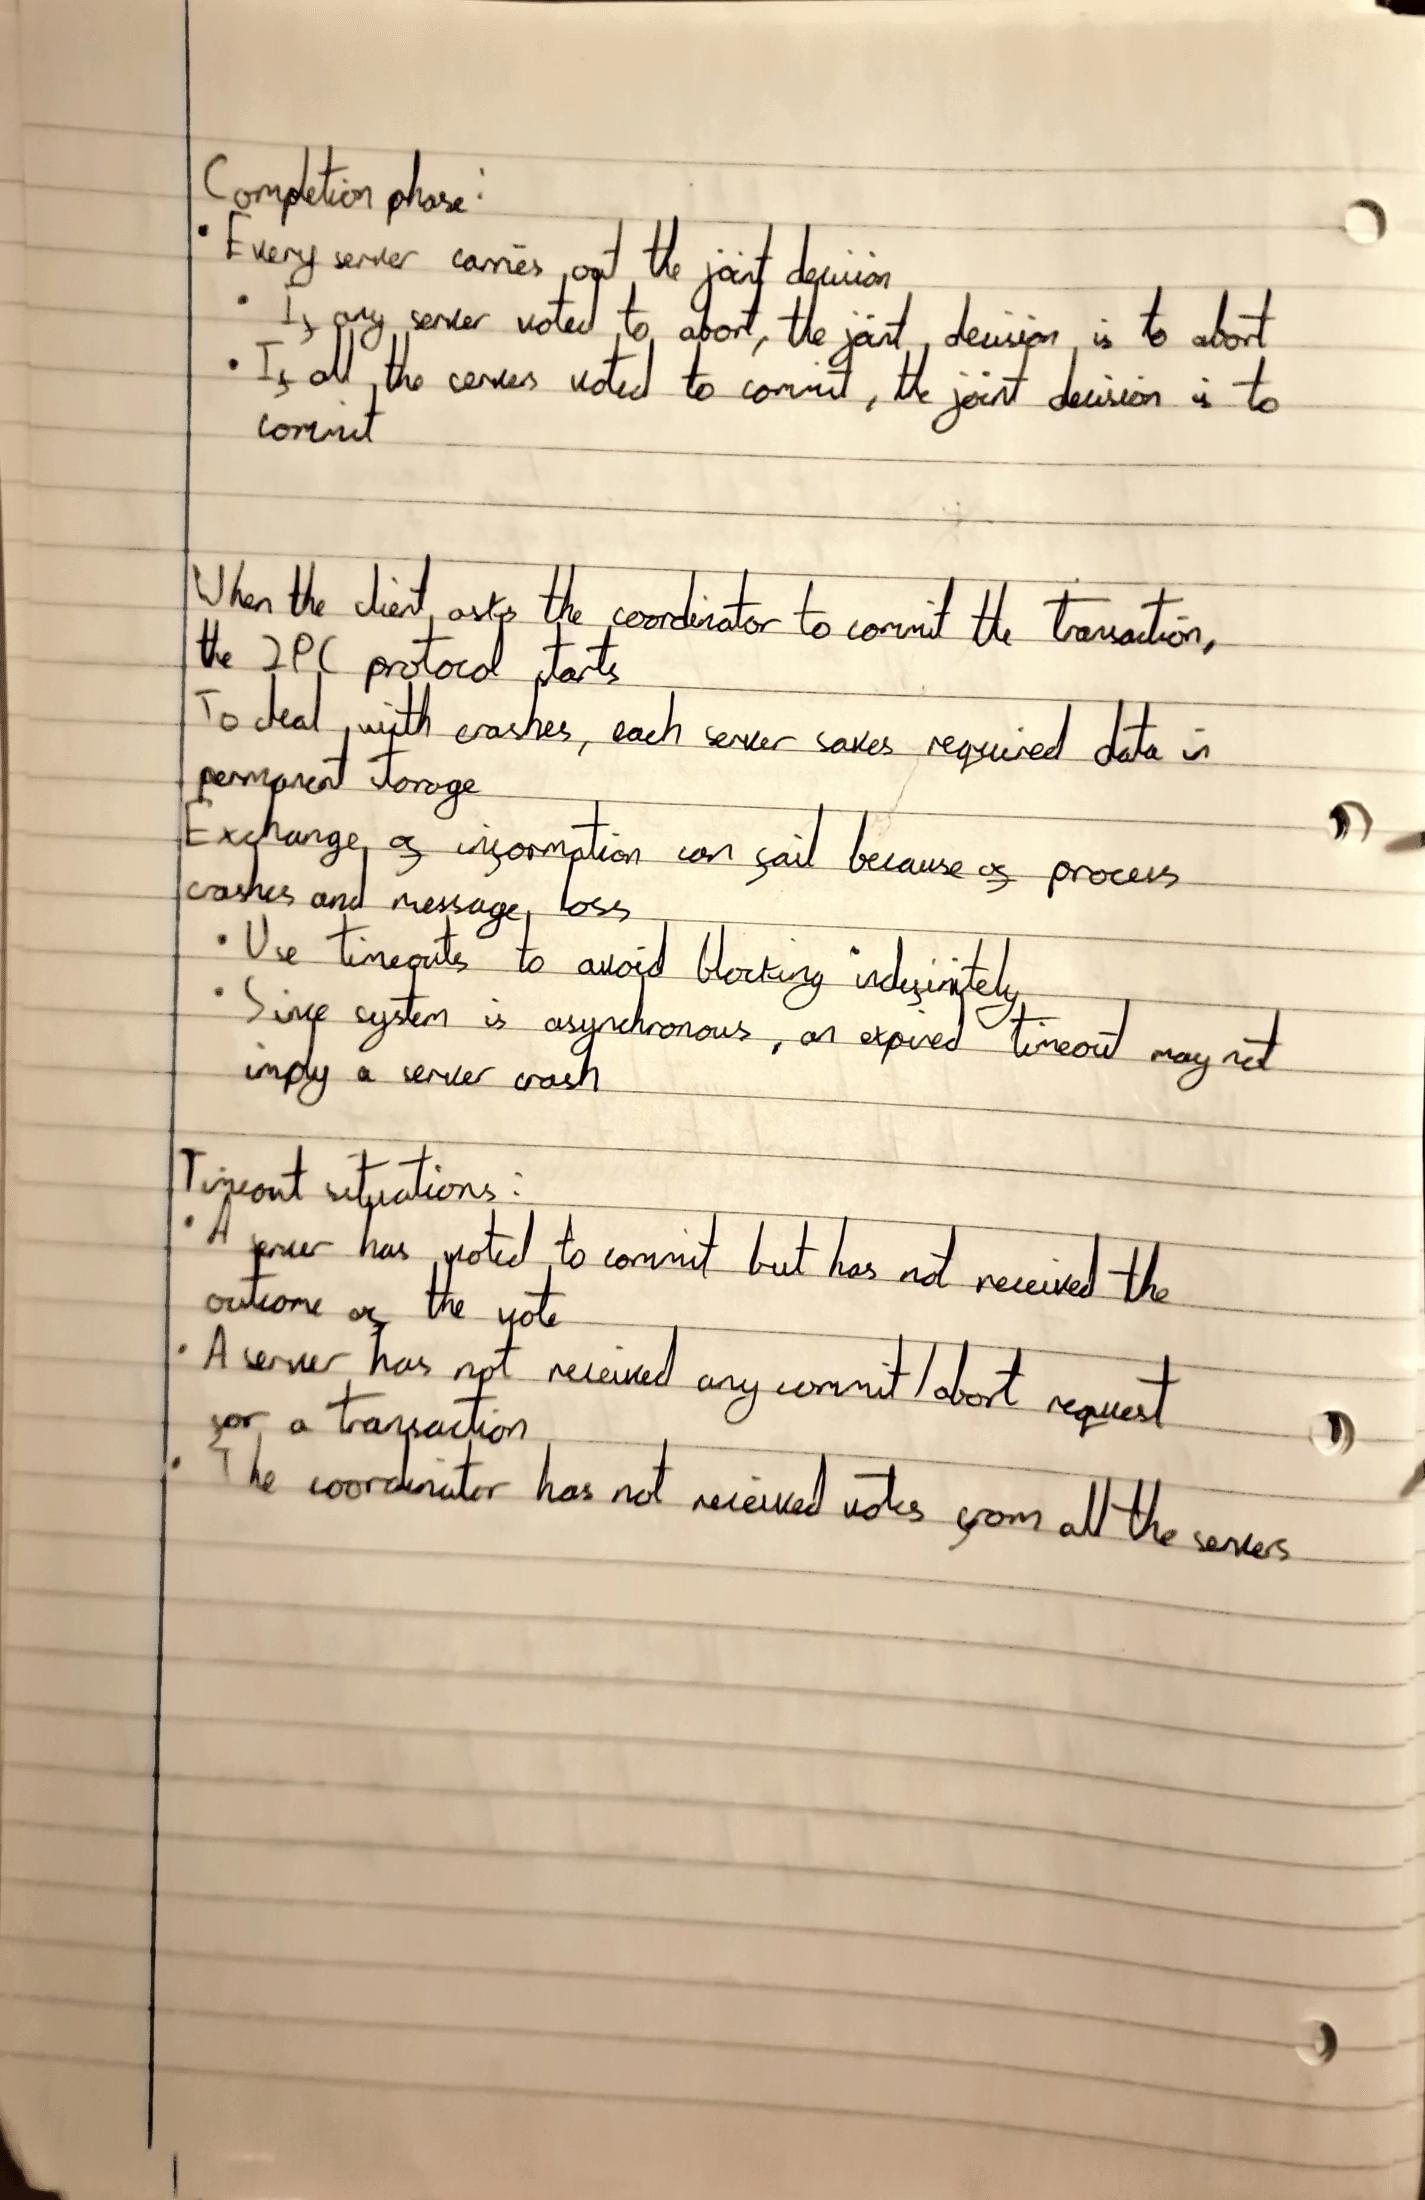 Completion phase:
• Every server carries out the joint decision
• If any server voted to abort, the joint decision is to abort
• If all the servers voted to commit, the joint decision is to
commit
When the client asks the coordinator to commit the transaction,
the 2PC protocol starts
To deal with crashes, each server saves required data in
permanent storage
Exchange of information can fail because of process
crashes and message loss
• Use timeouts to avoid blocking indefinitely
• Since system is asynchronous, an expired timeout may not
imply a server crash
Timeout situations:
• A server has voted to commit but has not received the
outcome of the vote
• A server has not received any commit/abort request
for a transaction
• The coordinator has not received votes from all the servers